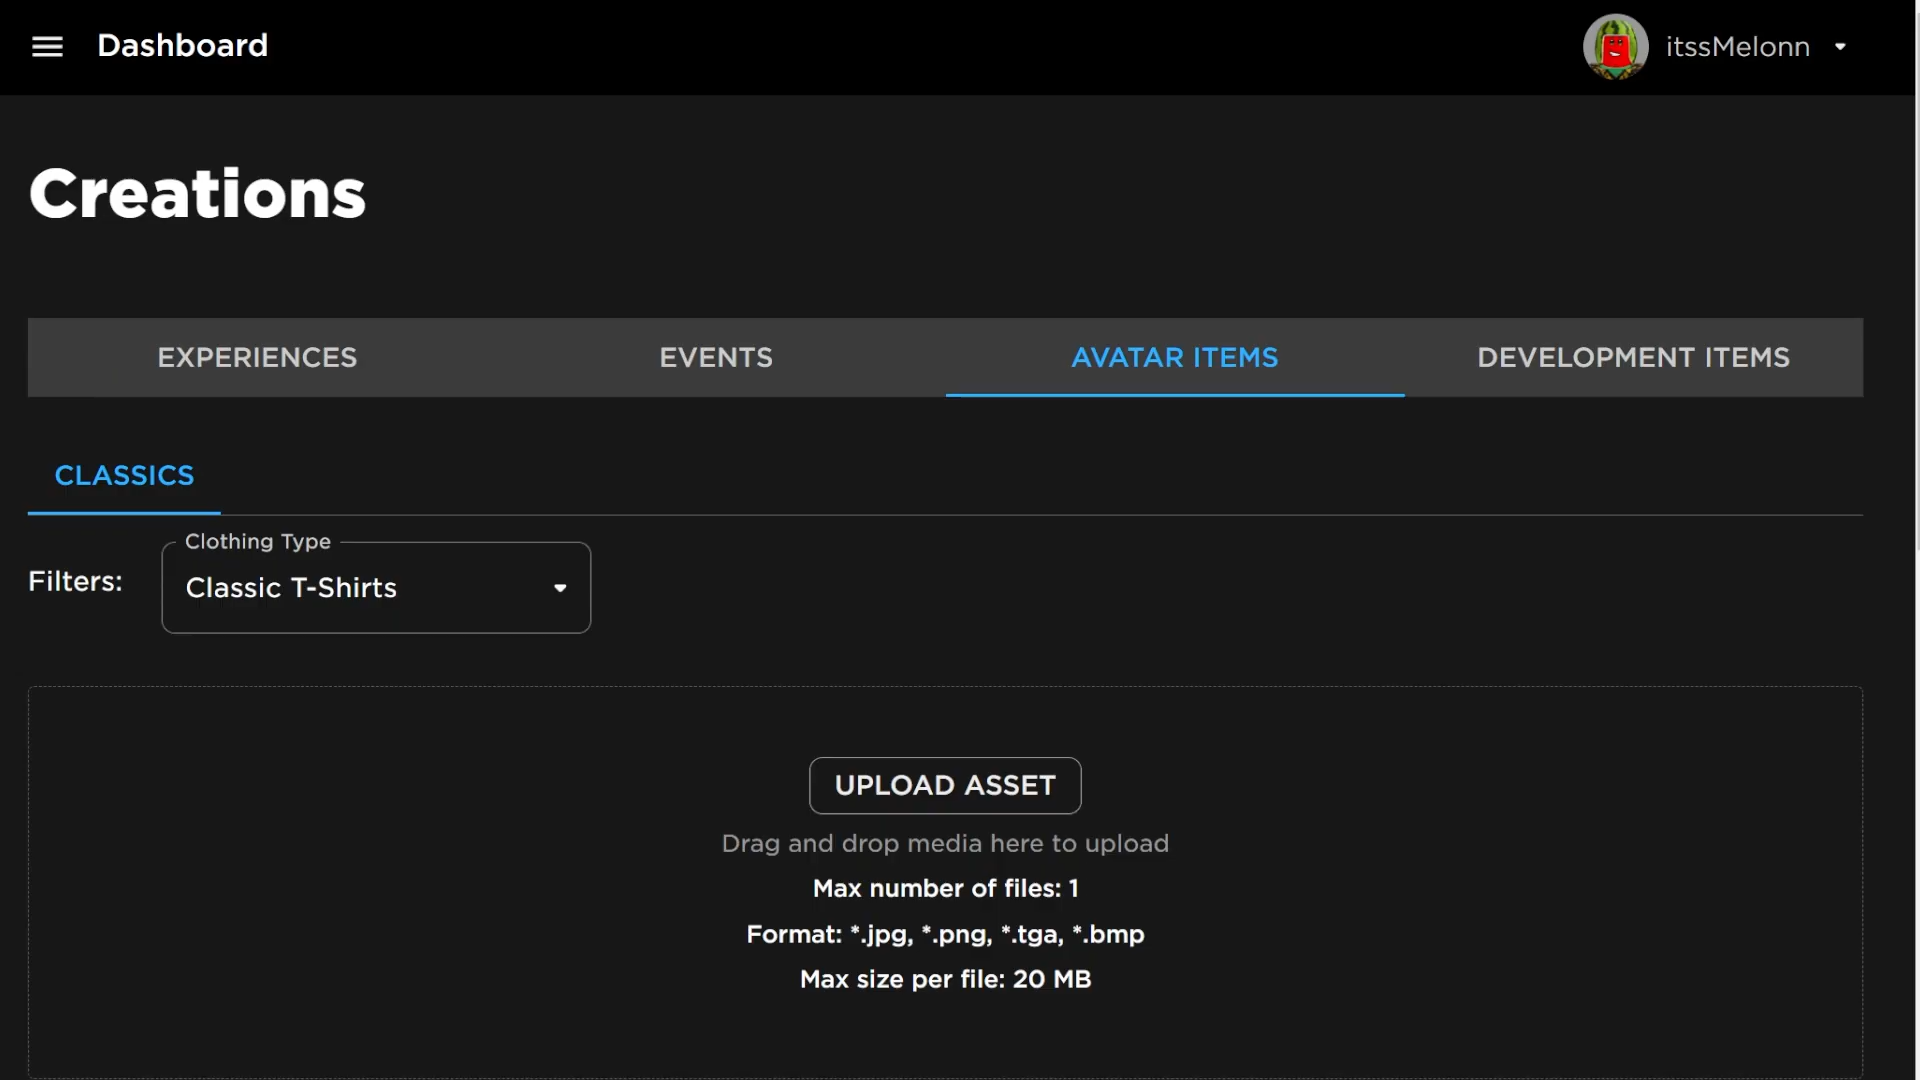 Dashboard
itssMelonn
Creations
EXPERIENCES
EVENTS
AVATAR ITEMS
DEVELOPMENT ITEMS
CLASSICS
Clothing Type
Filters:
Classic T-Shirts
UPLOAD ASSET
Drag and drop media here to upload
Max number of files: 1
Format: *.jpg, *.png, *.tga, *.bmp
Max size per file: 20 MB